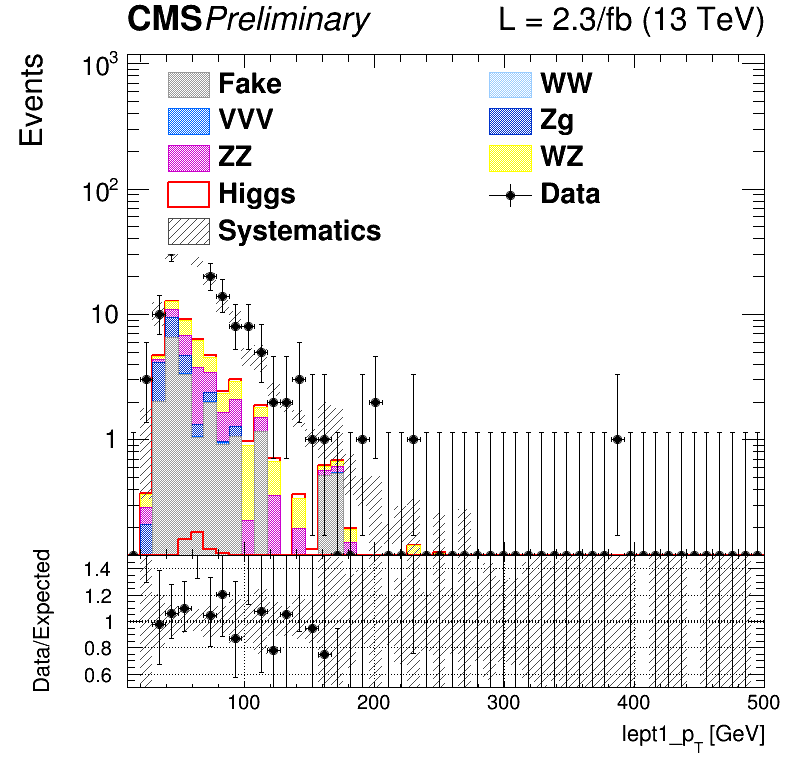 CMS Preliminary L = 2.3/fb (13 TeV)
Events
10³
10²
10
1
Fake WW
VVV Zg
ZZ WZ
Higgs Data
Systematics
Data/Expected
1.4
1.2
1
0.8
0.6
100 200 300 400 500
lept1_p_T [GeV]